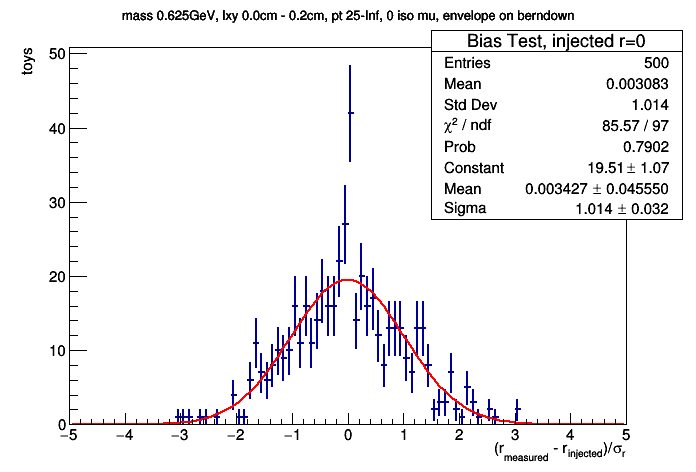 mass 0.625GeV, lxy 0.0cm - 0.2cm, pt 25-Inf, 0 iso mu, envelope on berndown
Bias Test, injected r=0
Entries 500
Mean 0.003083
Std Dev 1.014
χ² / ndf 85.57 / 97
Prob 0.7902
Constant 19.51 ± 1.07
Mean 0.003427 ± 0.045550
Sigma 1.014 ± 0.032
toys
50
40
30
20
10
0
−5 −4 −3 −2 −1 0 1 2 3 4 5
(r_measured - r_injected)/σ_r